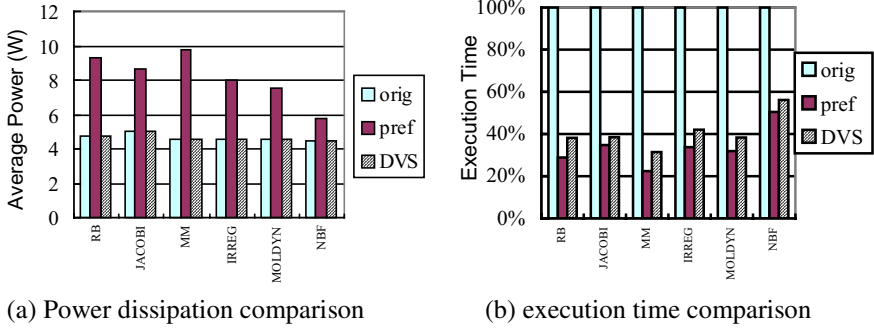 12
10
8
6
4
2
0
Average Power (W)
RB
JACOBI
MM
IRREG
MOLDYN
NBF
orig
pref
DVS
(a) Power dissipation comparison
100%
80%
60%
40%
20%
0%
Execution Time
RB
JACOBI
MM
IRREG
MOLDYN
NBF
orig
pref
DVS
(b) execution time comparison